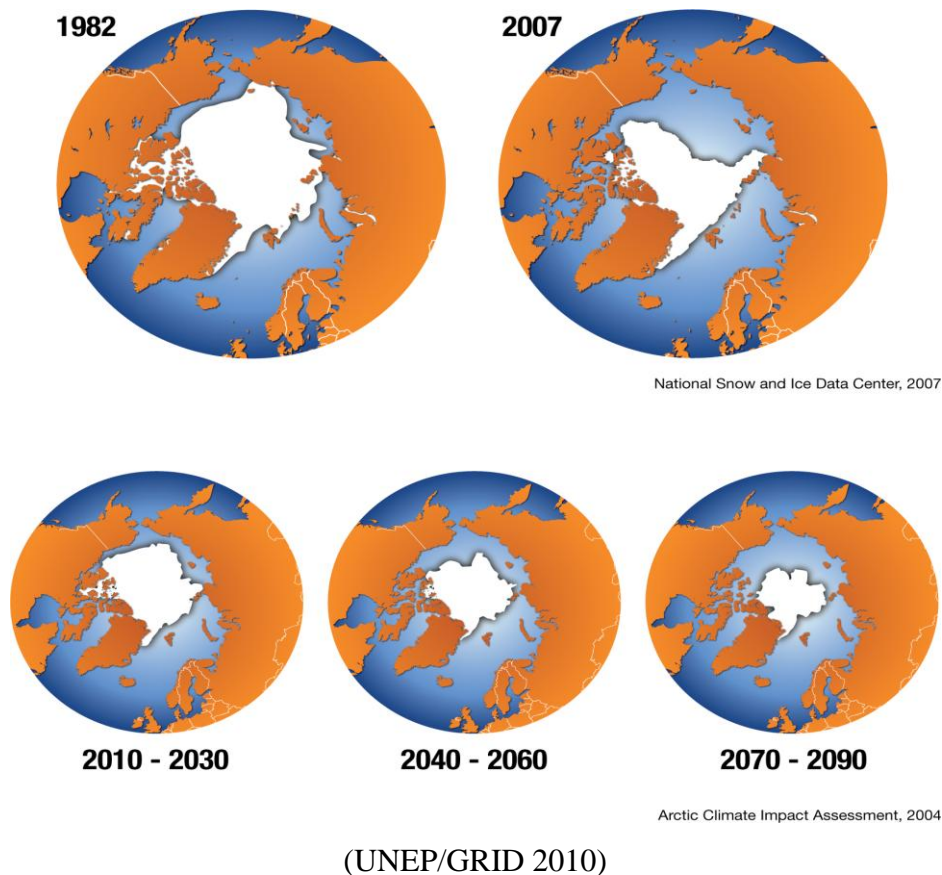 1982
2007
National Snow and Ice Data Center, 2007
2010 - 2030
2040 - 2060
2070 - 2090
Arctic Climate Impact Assessment, 2004
(UNEP/GRID 2010)